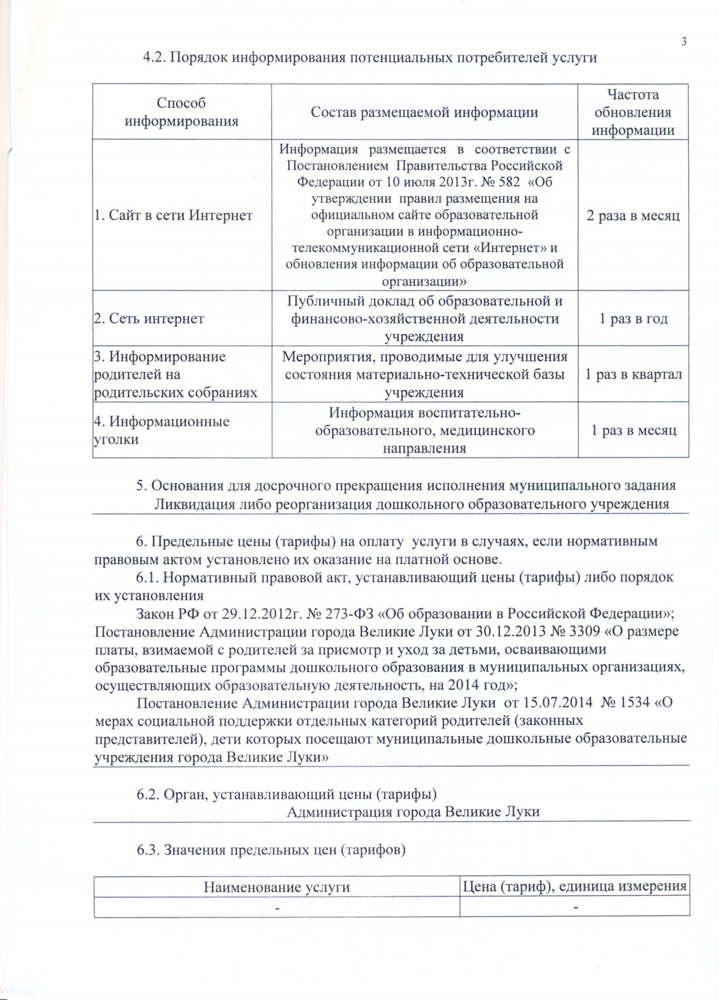 3
4.2. Порядок информирования потенциальных потребителей услуги
Способ
информирования
Состав размещаемой информации
Частота
обновления
информации
1. Сайт в сети Интернет
Информация размещается в соответствии с
Постановлением Правительства Российской
Федерации от 10 июля 2013г. № 582 «Об
утверждении правил размещения на
официальном сайте образовательной
организации в информационно-
телекоммуникационной сети «Интернет» и
обновления информации об образовательной
организации»
2 раза в месяц
2. Сеть интернет
Публичный доклад об образовательной и
финансово-хозяйственной деятельности
учреждения
1 раз в год
3. Информирование
родителей на
родительских собраниях
Мероприятия, проводимые для улучшения
состояния материально-технической базы
учреждения
1 раз в квартал
4. Информационные
уголки
Информация воспитательно-
образовательного, медицинского
направления
1 раз в месяц
5. Основания для досрочного прекращения исполнения муниципального задания
Ликвидация либо реорганизация дошкольного образовательного учреждения
6. Предельные цены (тарифы) на оплату услуги в случаях, если нормативным
правовым актом установлено их оказание на платной основе.
6.1. Нормативный правовой акт, устанавливающий цены (тарифы) либо порядок
их установления
Закон РФ от 29.12.2012г. № 273-ФЗ «Об образовании в Российской Федерации»;
Постановление Администрации города Великие Луки от 30.12.2013 № 3309 «О размере
платы, взимаемой с родителей за присмотр и уход за детьми, осваивающими
образовательные программы дошкольного образования в муниципальных организациях,
осуществляющих образовательную деятельность, на 2014 год»;
Постановление Администрации города Великие Луки от 15.07.2014 № 1534 «О
мерах социальной поддержки отдельных категорий родителей (законных
представителей), дети которых посещают муниципальные дошкольные образовательные
учреждения города Великие Луки»
6.2. Орган, устанавливающий цены (тарифы)
Администрация города Великие Луки
6.3. Значения предельных цен (тарифов)
Наименование услуги
Цена (тариф), единица измерения
-
-